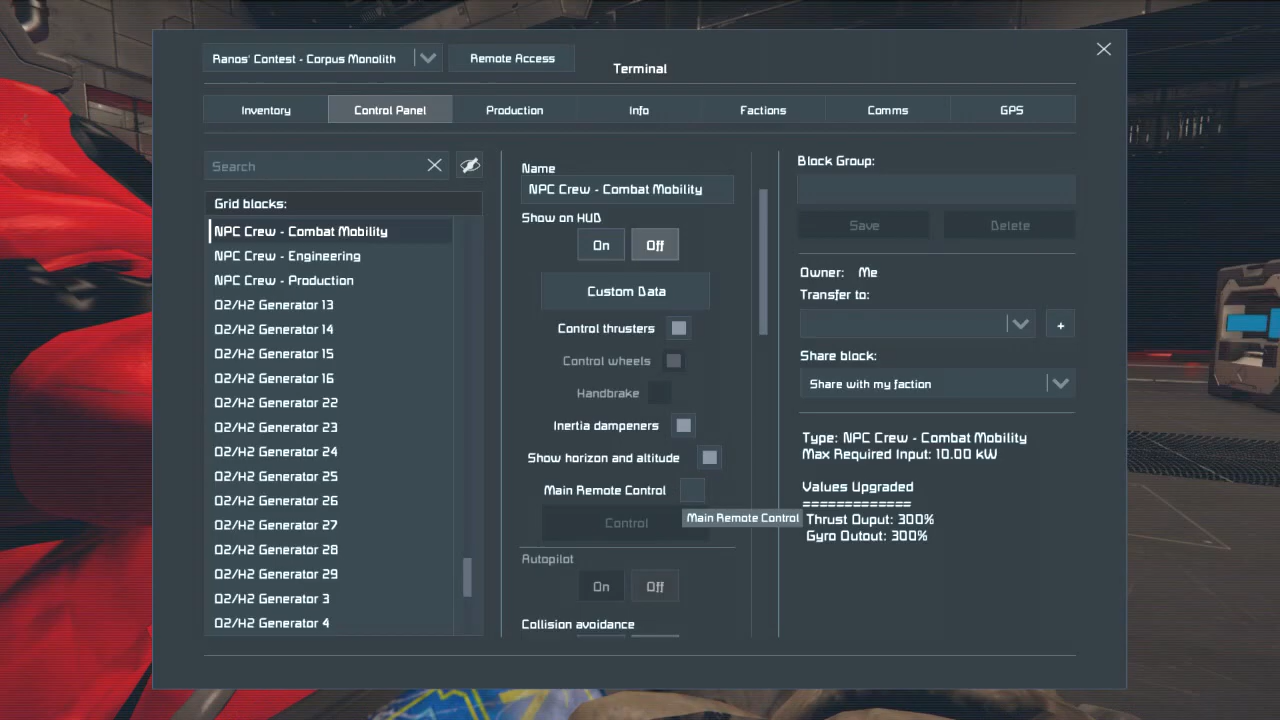 Ranos' Contest - Corpus Monolith
Remote Access
Terminal
Inventory
Control Panel
Production
Info
Factions
Comms
GPS
Search
Grid blocks:
NPC Crew - Combat Mobility
NPC Crew - Engineering
NPC Crew - Production
O2/H2 Generator 13
O2/H2 Generator 14
O2/H2 Generator 15
O2/H2 Generator 16
O2/H2 Generator 22
O2/H2 Generator 23
O2/H2 Generator 24
O2/H2 Generator 25
O2/H2 Generator 26
O2/H2 Generator 27
O2/H2 Generator 28
O2/H2 Generator 29
O2/H2 Generator 3
O2/H2 Generator 4
Name
NPC Crew - Combat Mobility
Show on HUD
On
Off
Custom Data
Control thrusters
Control wheels
Handbrake
Inertia dampeners
Show horizon and altitude
Main Remote Control
Control
Main Remote Control
Autopilot
On
Off
Collision avoidance
Block Group:
Save
Delete
Owner: Me
Transfer to:
+
Share block:
Share with my faction
Type: NPC Crew - Combat Mobility
Max Required Input: 10.00 kW
Values Upgraded
=============
Thrust Ouput: 300%
Gyro Outout: 300%